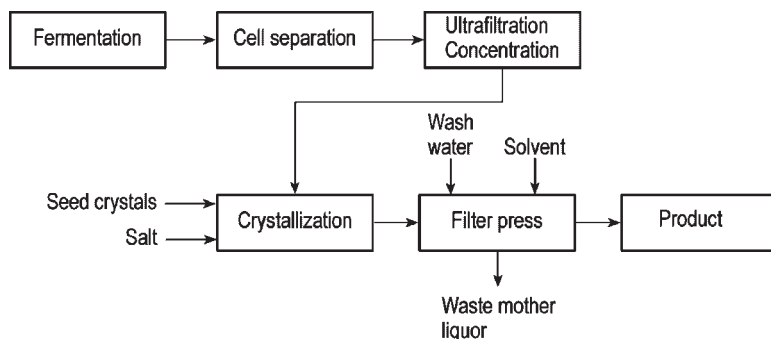 Fermentation
Cell separation
Ultrafiltration
Concentration
Wash
water
Solvent
Seed crystals
Salt
Crystallization
Filter press
Product
Waste mother
liquor